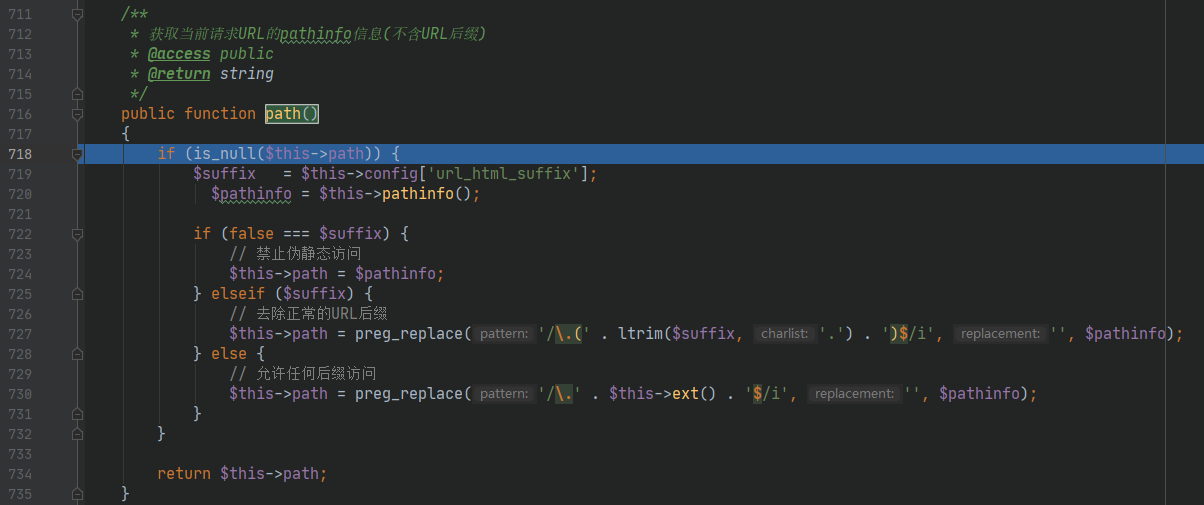 711 /**
712 * 获取当前请求URL的pathinfo信息(不含URL后缀)
713 * @access public
714 * @return string
715 */
716 public function path()
717 {
718 if (is_null($this->path)) {
719 $suffix   = $this->config['url_html_suffix'];
720 $pathinfo = $this->pathinfo();
721
722 if (false === $suffix) {
723 // 禁止伪静态访问
724 $this->path = $pathinfo;
725 } elseif ($suffix) {
726 // 去除正常的URL后缀
727 $this->path = preg_replace( pattern: '/\.(' . ltrim($suffix, charlist: '.') . ')$/i', replacement: '', $pathinfo);
728 } else {
729 // 允许任何后缀访问
730 $this->path = preg_replace( pattern: '/\.' . $this->ext() . '$/i', replacement: '', $pathinfo);
731 }
732 }
733
734 return $this->path;
735 }